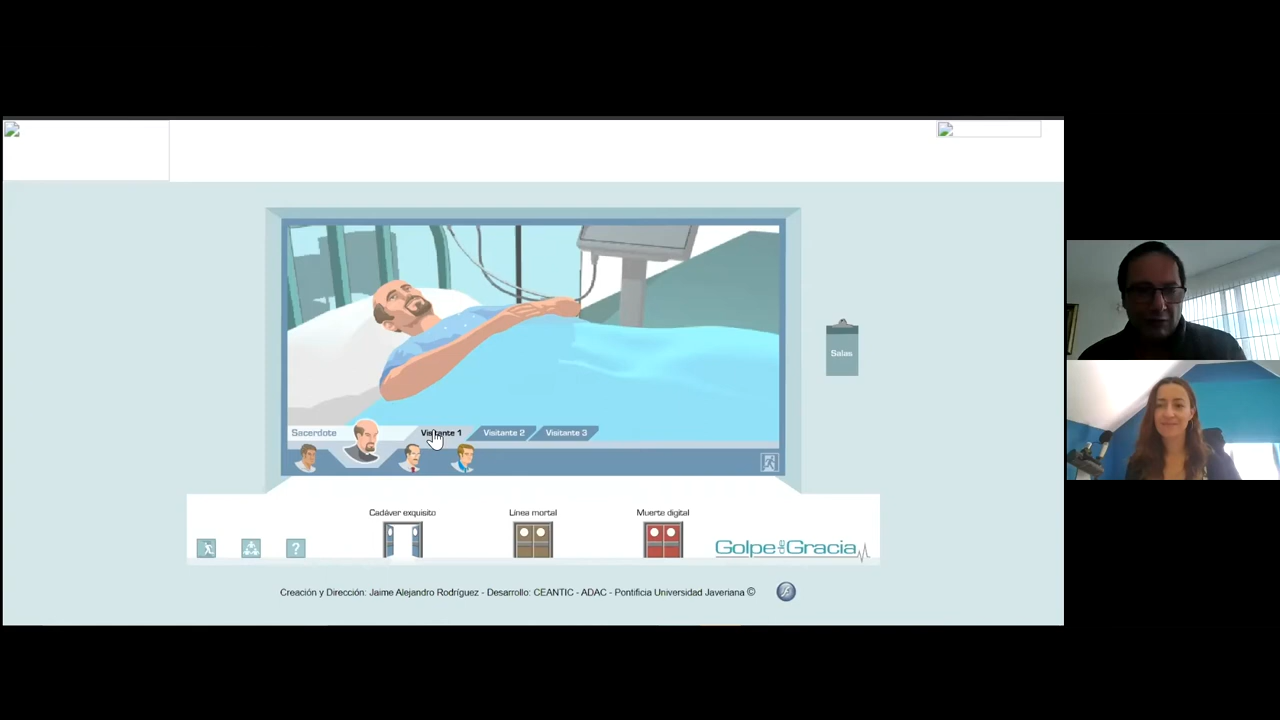 Salas
Sacerdote
Visitante 1
Visitante 2
Visitante 3
Cadáver exquisito
Línea mortal
Muerte digital
?
Golpe de Gracia
Creación y Dirección: Jaime Alejandro Rodríguez - Desarrollo: CEANTIC - ADAC - Pontificia Universidad Javeriana ©